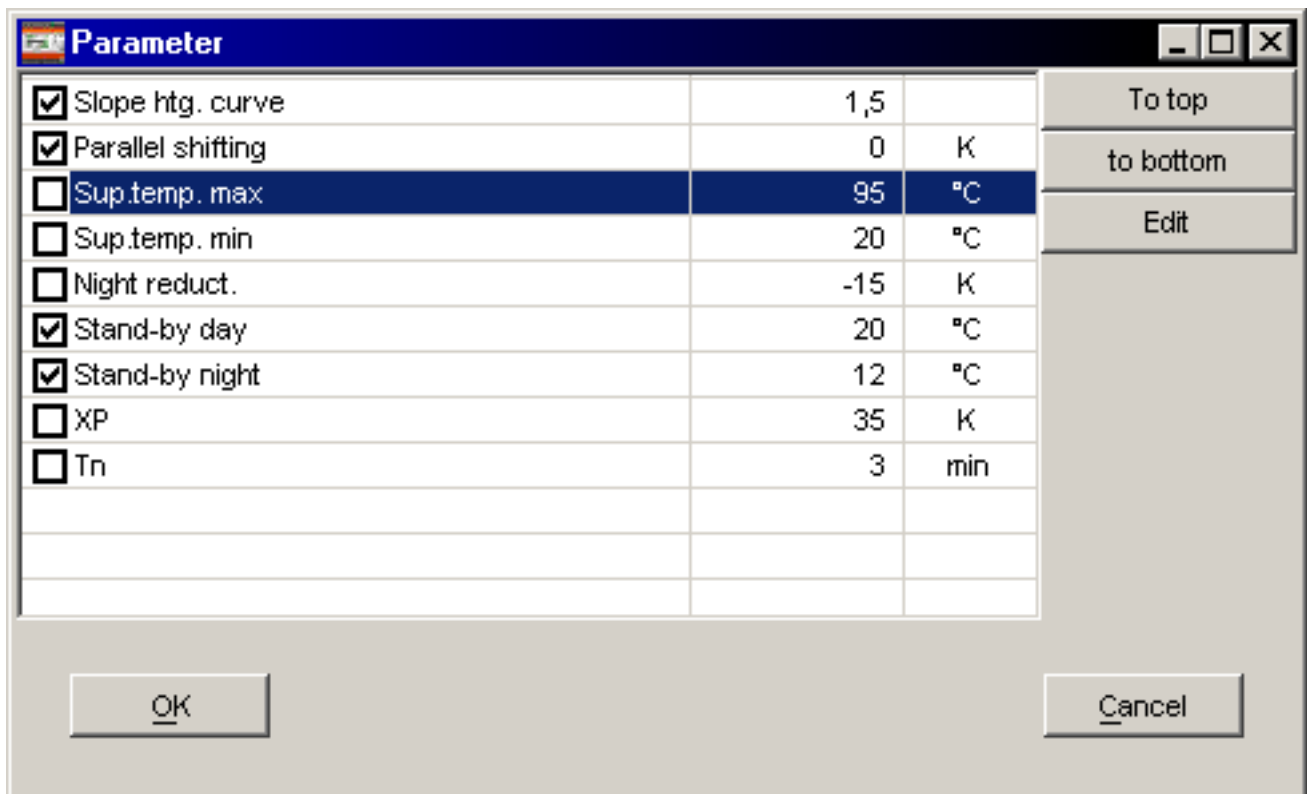 Parameter
Slope htg. curve 1,5
Parallel shifting 0 K
Sup.temp. max 95 °C
Sup.temp. min 20 °C
Night reduct. -15 K
Stand-by day 20 °C
Stand-by night 12 °C
XP 35 K
Tn 3 min
To top
to bottom
Edit
OK
Cancel